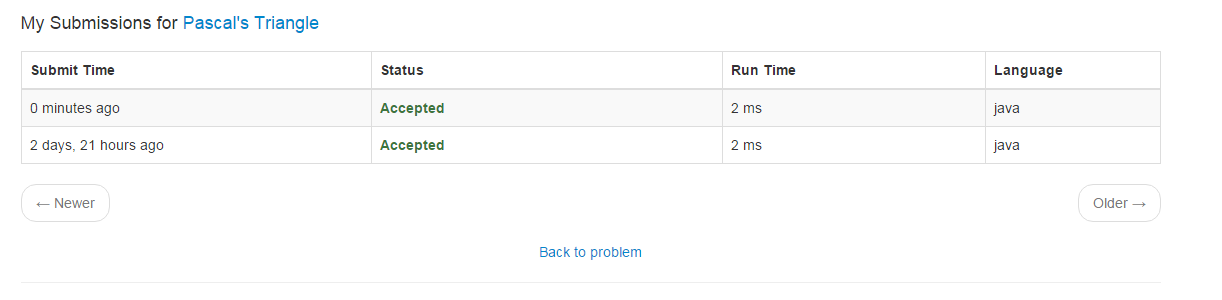 My Submissions for Pascal's Triangle
Submit Time Status Run Time Language
0 minutes ago Accepted 2 ms java
2 days, 21 hours ago Accepted 2 ms java
← Newer Older →
Back to problem